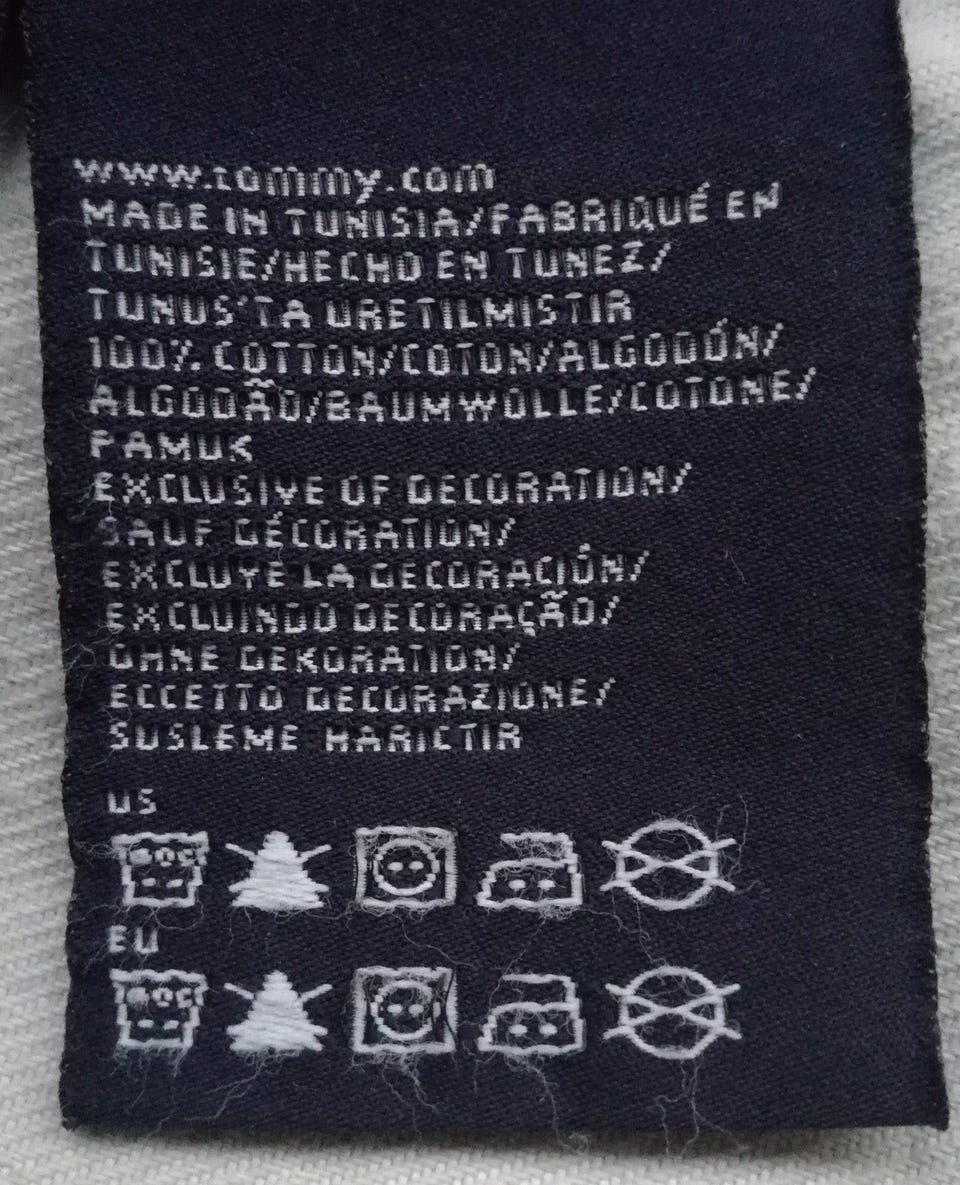 www.tommy.com
MADE IN TUNISIA/FABRIQUÉ EN
TUNISIE/HECHO EN TUNEZ/
TUNUS'TA URETILMISTIR
100% COTTON/COTON/ALGODÓN/
ALGODÃO/BAUMWOLLE/COTONE/
PAMUK
EXCLUSIVE OF DECORATION/
SAUF DÉCORATION/
EXCLUYE LA DECORACIÓN/
EXCLUINDO DECORAÇÃO/
OHNE DEKORATION/
ECCETTO DECORAZIONE/
SUSLEME HARICTIR
US
EU